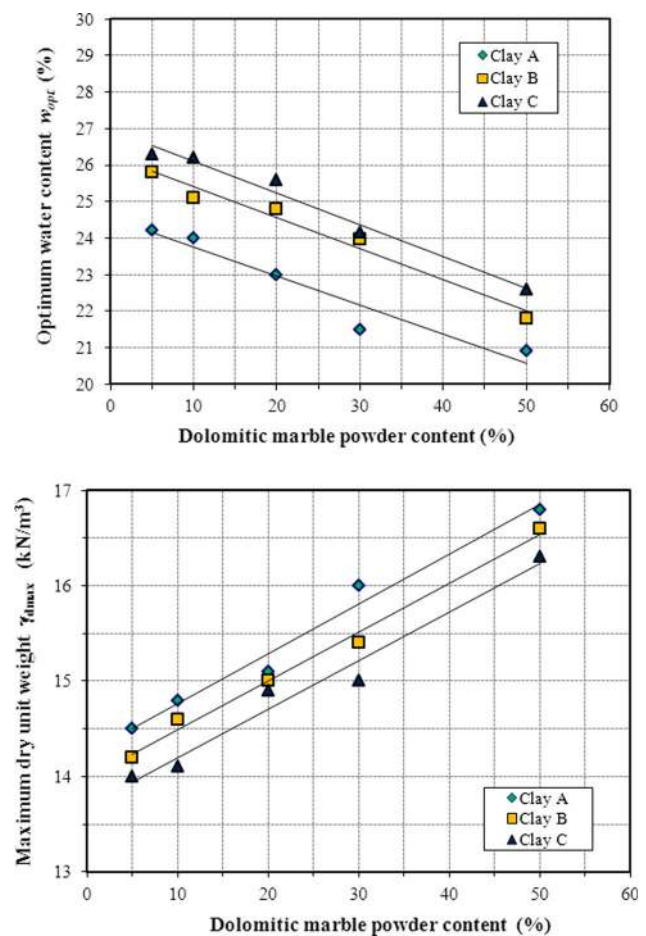 30
29
28
27
26
25
24
23
22
21
20
Optimum water content w_opt (%)
Clay A
Clay B
Clay C
0 10 20 30 40 50 60
Dolomitic marble powder content (%)
17
16
15
14
13
Maximum dry unit weight γdmax (kN/m³)
Clay A
Clay B
Clay C
0 10 20 30 40 50 60
Dolomitic marble powder content (%)